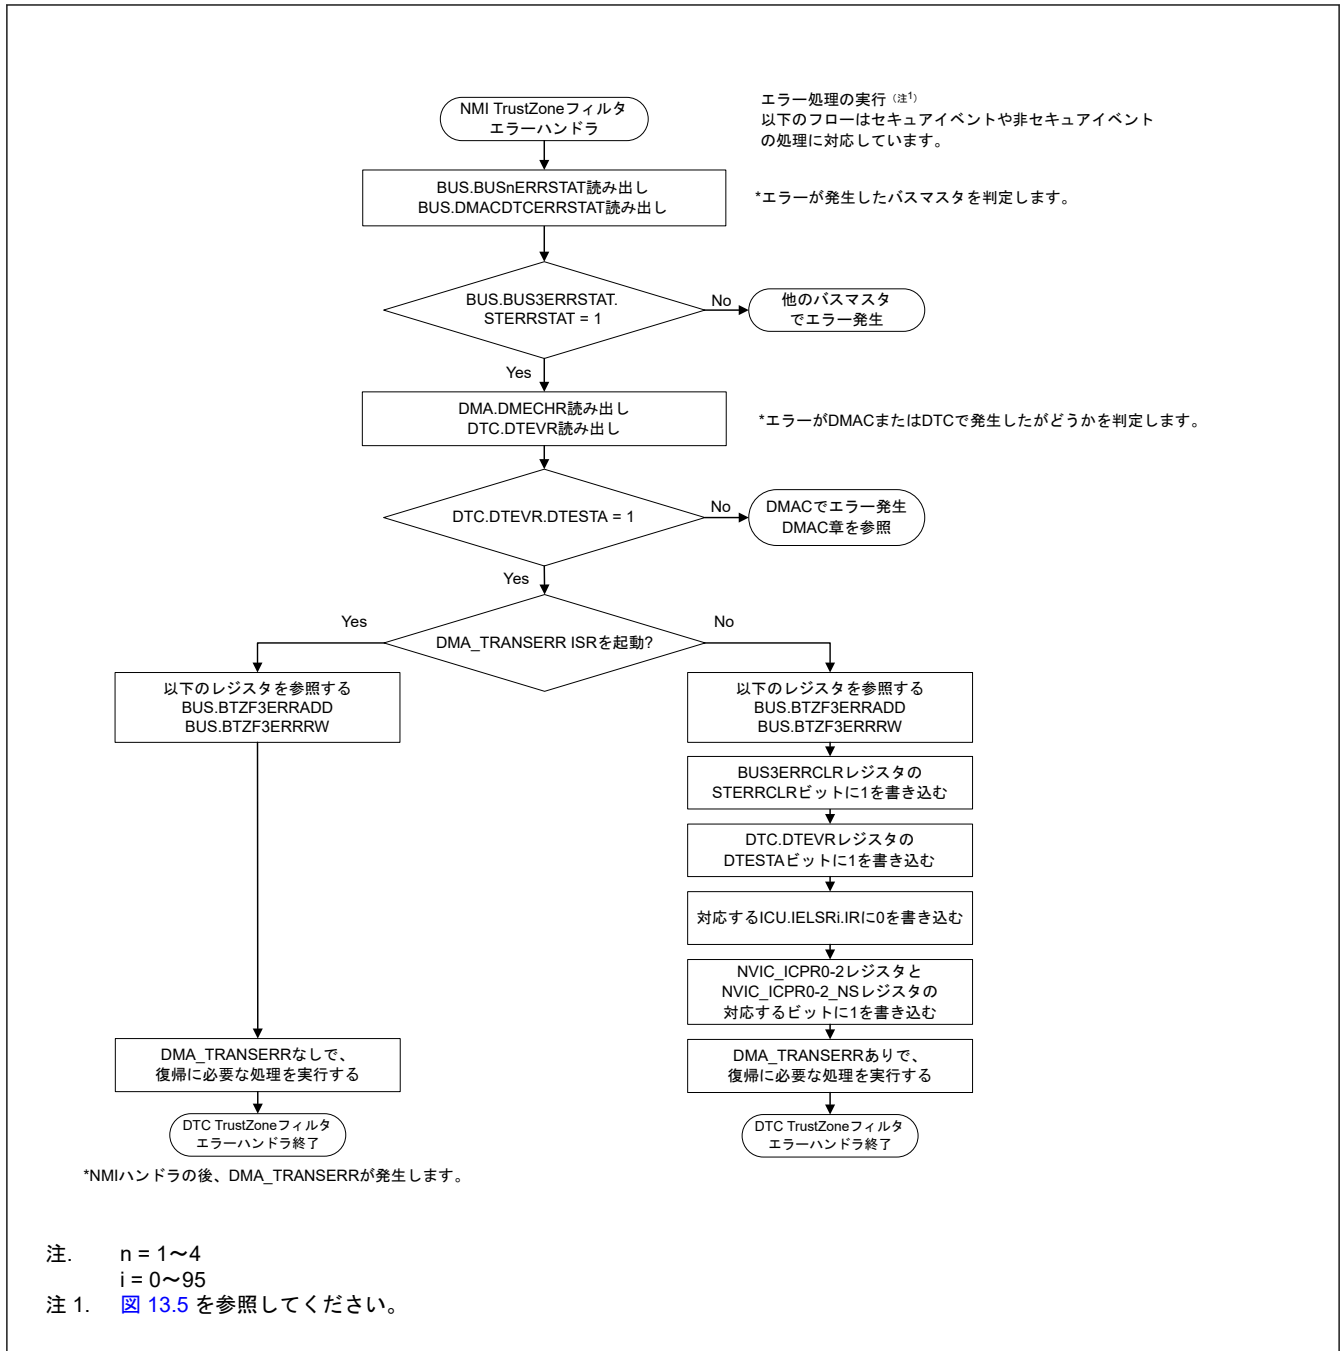 NMI TrustZoneフィルタ
エラーハンドラ
エラー処理の実行（注1）
以下のフローはセキュアイベントや非セキュアイベント
の処理に対応しています。
BUS.BUSnERRSTAT読み出し
BUS.DMACDTCERRSTAT読み出し
*エラーが発生したバスマスタを判定します。
BUS.BUS3ERRSTAT.
STERRSTAT = 1
No
他のバスマスタ
でエラー発生
Yes
DMA.DMECHR読み出し
DTC.DTEVR読み出し
*エラーがDMACまたはDTCで発生したがどうかを判定します。
DTC.DTEVR.DTESTA = 1
No
DMACでエラー発生
DMAC章を参照
Yes
DMA_TRANSERR ISRを起動?
Yes
No
以下のレジスタを参照する
BUS.BTZF3ERRADD
BUS.BTZF3ERRRW
以下のレジスタを参照する
BUS.BTZF3ERRADD
BUS.BTZF3ERRRW
BUS3ERRCLRレジスタの
STERRCLRビットに1を書き込む
DTC.DTEVRレジスタの
DTESTAビットに1を書き込む
対応するICU.IELSRi.IRに0を書き込む
NVIC_ICPR0-2レジスタと
NVIC_ICPR0-2_NSレジスタの
対応するビットに1を書き込む
DMA_TRANSERRなしで、
復帰に必要な処理を実行する
DMA_TRANSERRありで、
復帰に必要な処理を実行する
DTC TrustZoneフィルタ
エラーハンドラ終了
DTC TrustZoneフィルタ
エラーハンドラ終了
*NMIハンドラの後、DMA_TRANSERRが発生します。
注. n = 1～4
i = 0～95
注 1. 図 13.5 を参照してください。